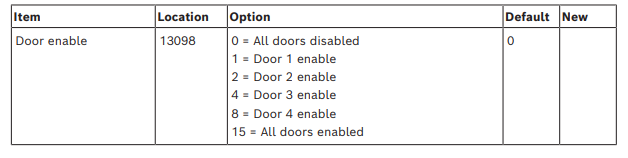 Item Location Option Default New
Door enable 13098 0 = All doors disabled 0
1 = Door 1 enable
2 = Door 2 enable
4 = Door 3 enable
8 = Door 4 enable
15 = All doors enabled